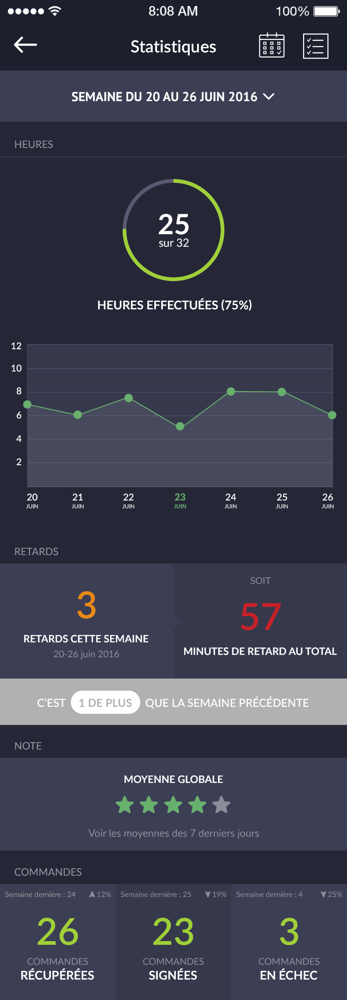 8:08 AM 100%
Statistiques
SEMAINE DU 20 AU 26 JUIN 2016
HEURES
25
sur 32
HEURES EFFECTUÉES (75%)
12
10
8
6
4
2
20 21 22 23 24 25 26
JUIN JUIN JUIN JUIN JUIN JUIN JUIN
RETARDS
3
RETARDS CETTE SEMAINE
20-26 juin 2016
SOIT
57
MINUTES DE RETARD AU TOTAL
C'EST 1 DE PLUS QUE LA SEMAINE PRÉCÉDENTE
NOTE
MOYENNE GLOBALE
Voir les moyennes des 7 derniers jours
COMMANDES
Semaine dernière : 24 12%
26
COMMANDES
RÉCUPÉRÉES
Semaine dernière : 25 19%
23
COMMANDES
SIGNÉES
Semaine dernière : 4 25%
3
COMMANDES
EN ÉCHEC